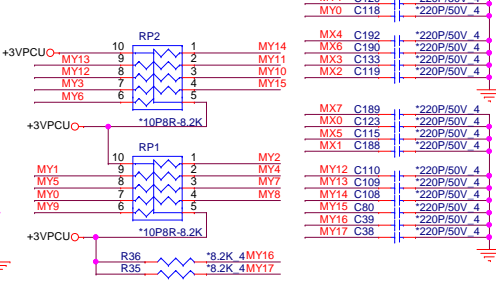 MY0 C118 *220P/50V_4
RP2
+3VPCU 10 1 MY14
MY13 9 2 MY11
MY12 8 3 MY10
MY3 7 4 MY15
MY6 6 5
+3VPCU *10P8R-8.2K
RP1
10 1 MY2
MY1 9 2 MY4
MY5 8 3 MY7
MY0 7 4 MY8
MY9 6 5
+3VPCU *10P8R-8.2K
R36 *8.2K_4 MY16
R35 *8.2K_4 MY17
MX4 C192 *220P/50V_4
MX6 C190 *220P/50V_4
MX3 C133 *220P/50V_4
MX2 C119 *220P/50V_4
MX7 C189 *220P/50V_4
MX0 C123 *220P/50V_4
MX5 C115 *220P/50V_4
MX1 C188 *220P/50V_4
MY12 C110 *220P/50V_4
MY13 C109 *220P/50V_4
MY14 C108 *220P/50V_4
MY15 C80 *220P/50V_4
MY16 C39 *220P/50V_4
MY17 C38 *220P/50V_4